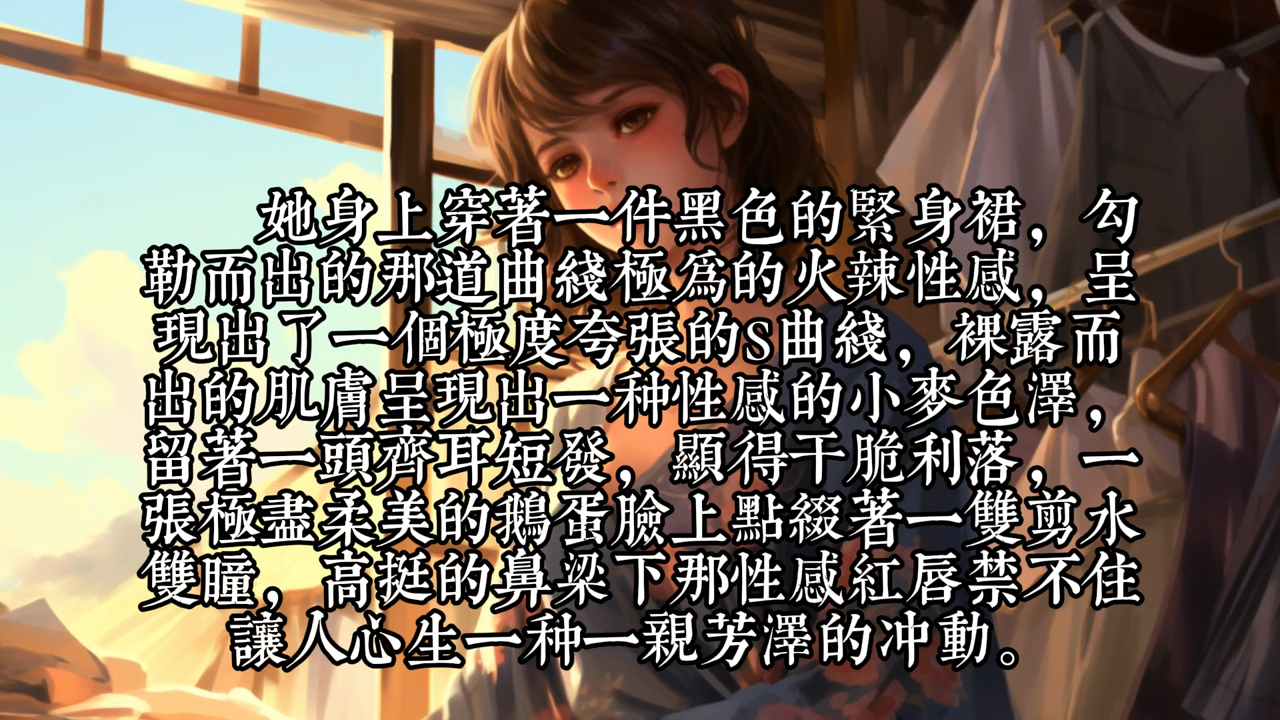 她身上穿著一件黑色的緊身裙，勾
勒而出的那道曲綫極爲的火辣性感，呈
現出了一個極度夸張的S曲綫，裸露而
出的肌膚呈現出一种性感的小麥色澤，
留著一頭齊耳短發，顯得干脆利落，一
張極盡柔美的鵝蛋臉上點綴著一雙剪水
雙瞳，高挺的鼻梁下那性感紅唇禁不住
讓人心生一种一親芳澤的冲動。